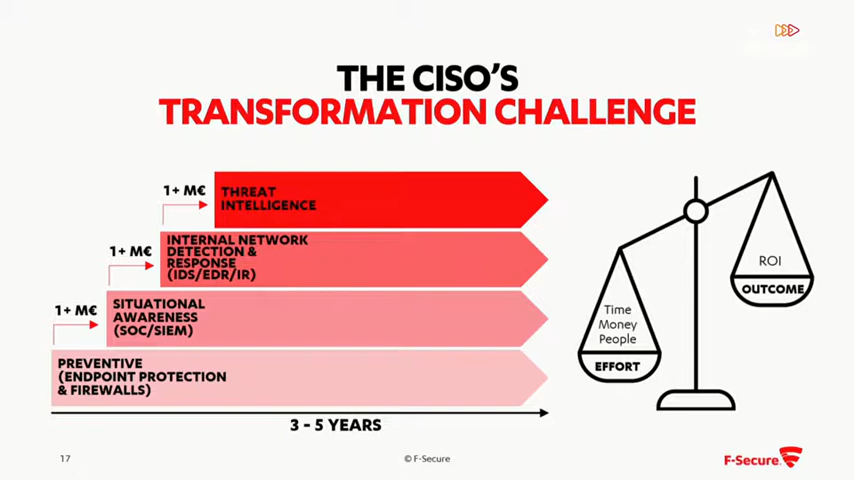 THE CISO'S
TRANSFORMATION CHALLENGE
1+ M€
THREAT
INTELLIGENCE
1+ M€
INTERNAL NETWORK
DETECTION &
RESPONSE
(IDS/EDR/IR)
1+ M€
SITUATIONAL
AWARENESS
(SOC/SIEM)
PREVENTIVE
(ENDPOINT PROTECTION
& FIREWALLS)
3 - 5 YEARS
Time
Money
People
EFFORT
ROI
OUTCOME
17
© F-Secure
F-Secure.